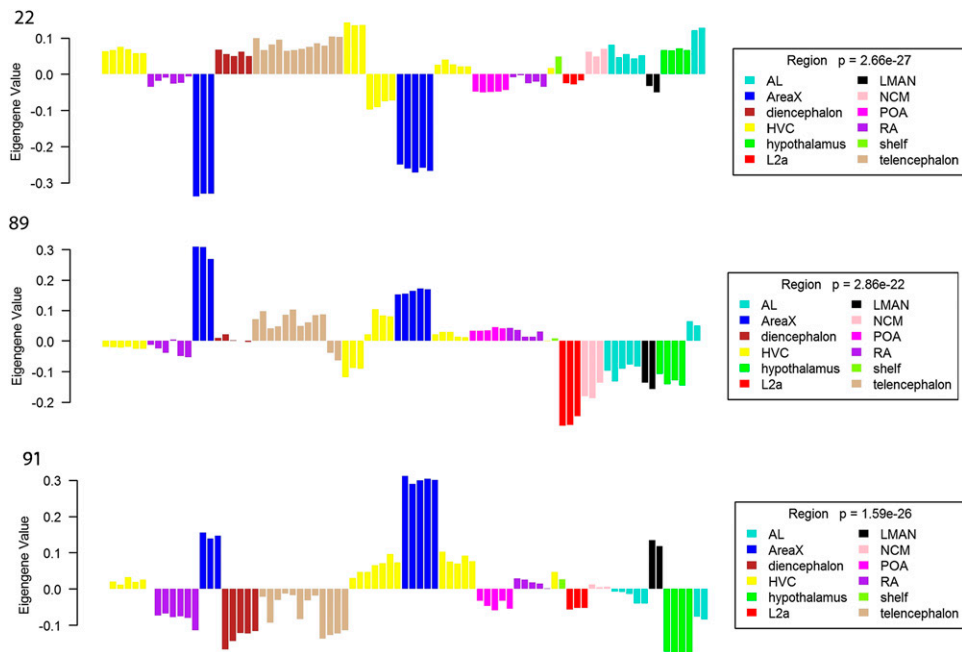 22
Eigengene Value
0.1
0.0
-0.1
-0.2
-0.3
Region p = 2.66e-27
AL LMAN
AreaX NCM
diencephalon POA
HVC RA
hypothalamus shelf
L2a telencephalon
89
Eigengene Value
0.3
0.2
0.1
0.0
-0.1
-0.2
Region p = 2.86e-22
AL LMAN
AreaX NCM
diencephalon POA
HVC RA
hypothalamus shelf
L2a telencephalon
91
Eigengene Value
0.3
0.2
0.1
0.0
-0.1
Region p = 1.59e-26
AL LMAN
AreaX NCM
diencephalon POA
HVC RA
hypothalamus shelf
L2a telencephalon